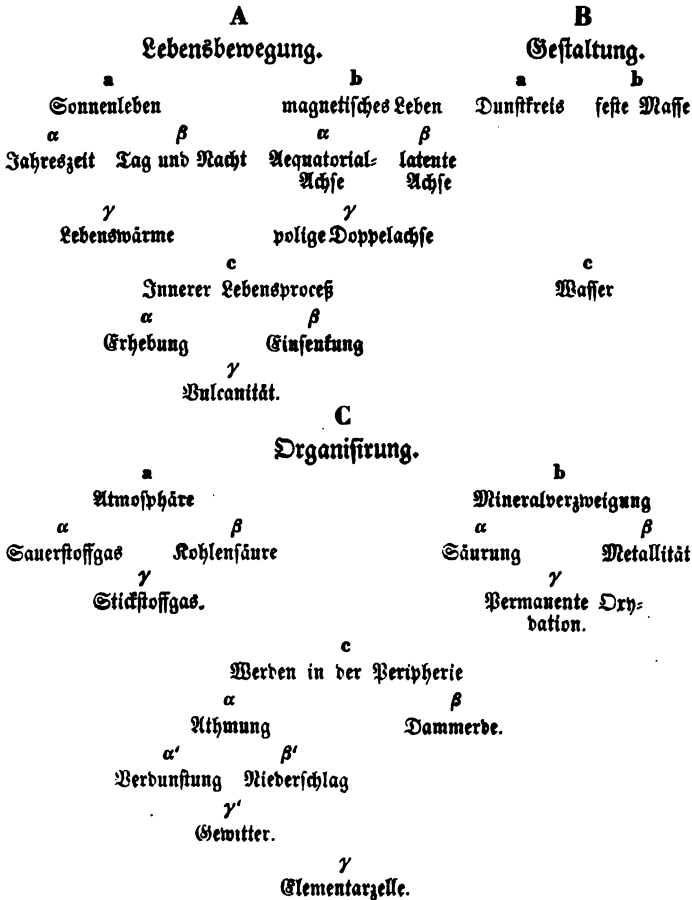 A B
Lebensbewegung. Gestaltung.
a b a b
Sonnenleben magnetisches Leben Dunstkreis feste Masse
α β α β
Jahreszeit Tag und Nacht Aequatorial- latente
Achse Achse
γ γ
Lebenswärme polige Doppelachse
c c
Innerer Lebensproceß Wasser
α β
Erhebung Einsenkung
γ
Vulcanität.
C
Organisirung.
a b
Atmosphäre Mineralverzweigung
α β α β
Sauerstoffgas Kohlensäure Säurung Metallität
γ γ
Stickstoffgas. Permanente Oxy-
dation.
c
Werden in der Peripherie
α β
Athmung Dammerde.
α' β'
Verdunstung Niederschlag
γ'
Gewitter.
γ
Elementarzelle.